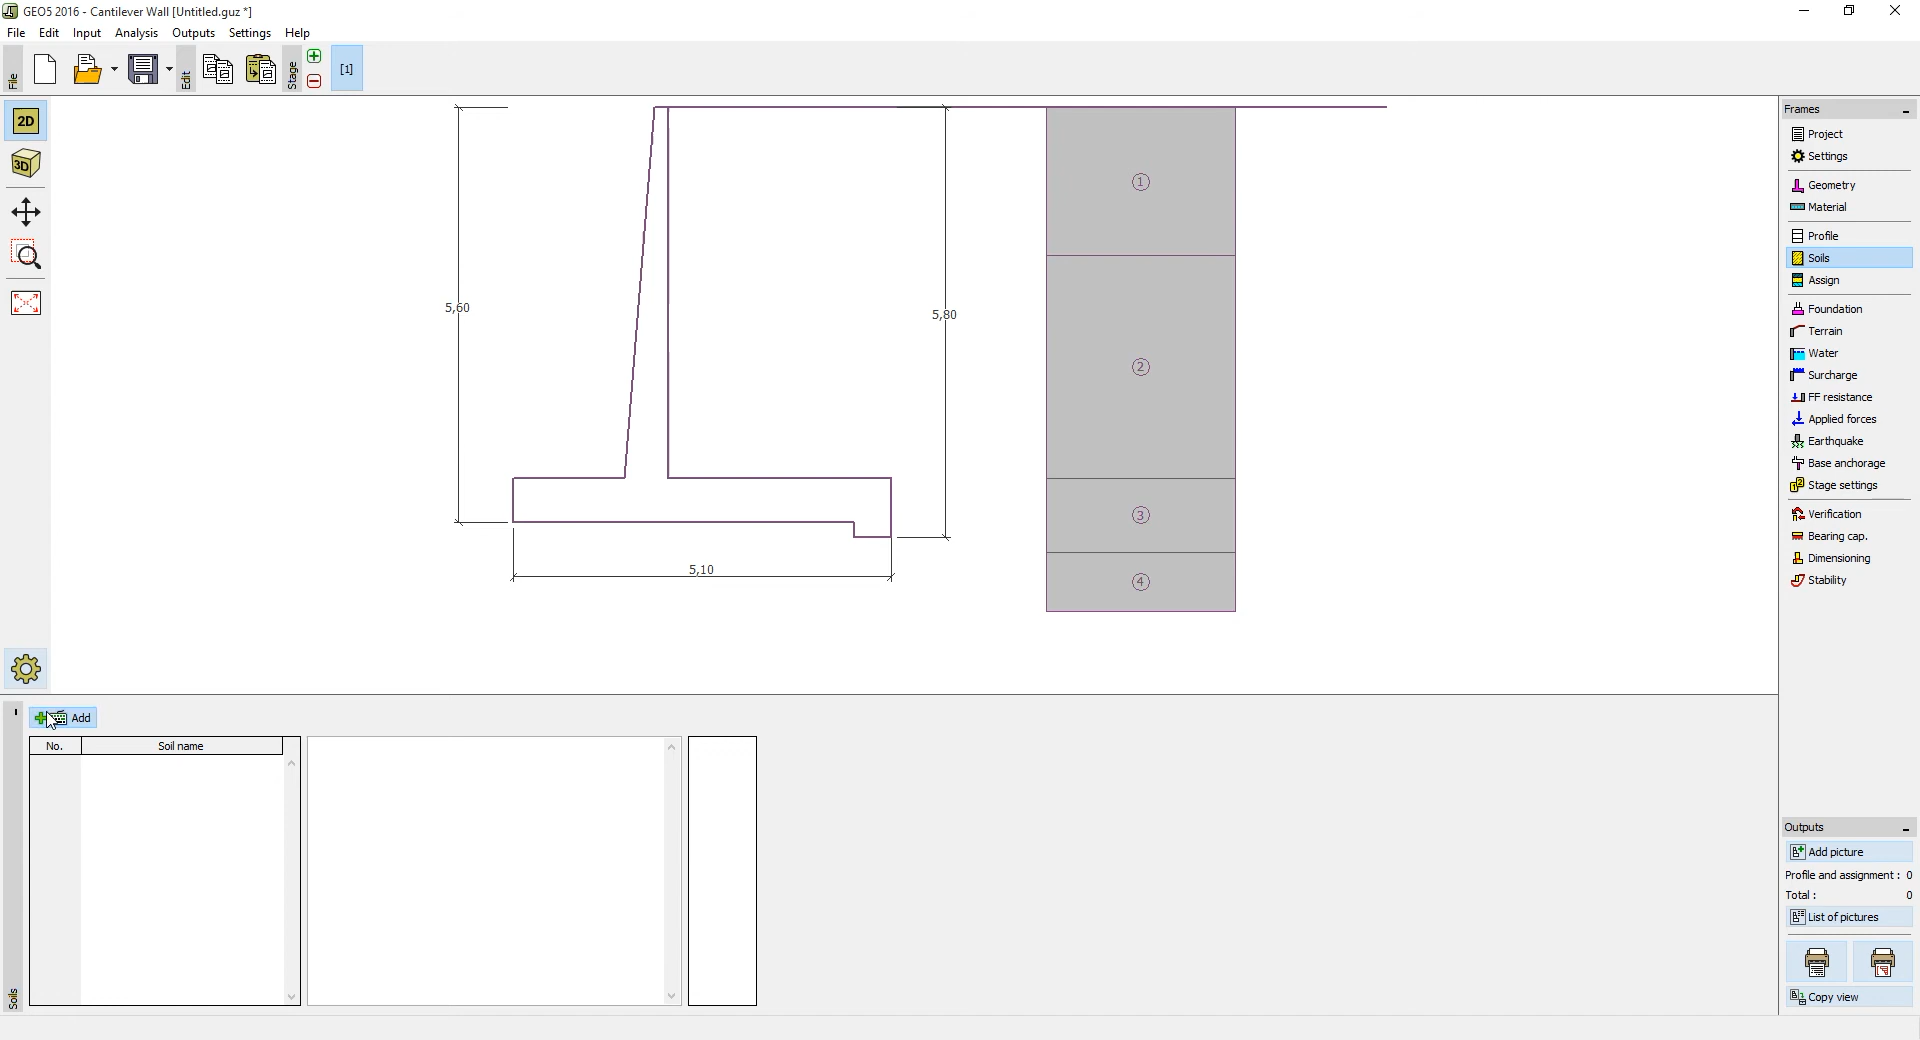 GEO5 2016 - Cantilever Wall [Untitled.guz *]
File Edit Input Analysis Outputs Settings Help
File
Edit
Stage
[1]
2D
3D
5,60
5,80
5,10
1
2
3
4
Frames
Project
Settings
Geometry
Material
Profile
Soils
Assign
Foundation
Terrain
Water
Surcharge
FF resistance
Applied forces
Earthquake
Base anchorage
Stage settings
Verification
Bearing cap.
Dimensioning
Stability
Add
No. Soil name
Soils
Outputs
Add picture
Profile and assignment : 0
Total : 0
List of pictures
Copy view